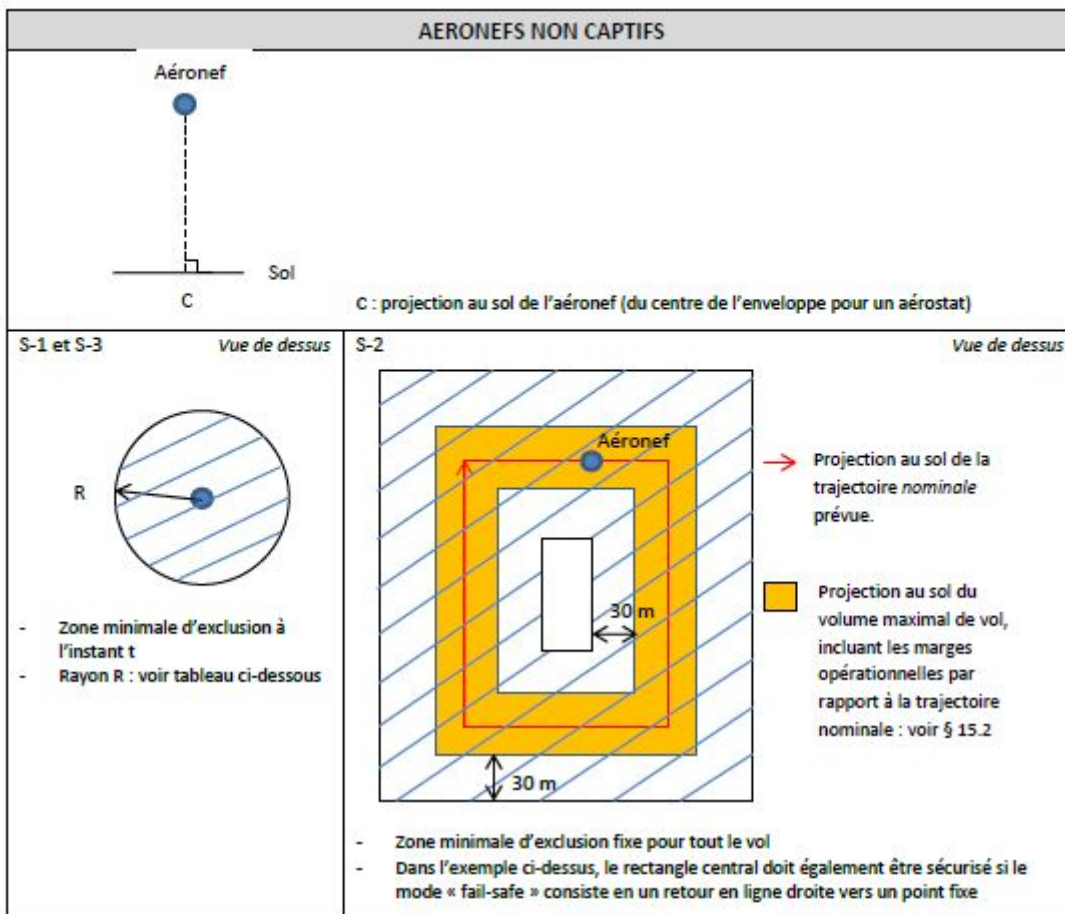 AERONEFS NON CAPTIFS
Aéronef
Sol
C
C : projection au sol de l'aéronef (du centre de l'enveloppe pour un aérostat)
S-1 et S-3
Vue de dessus
R
- Zone minimale d'exclusion à
l'instant t
- Rayon R : voir tableau ci-dessous
S-2
Vue de dessus
Aéronef
30 m
30 m
Projection au sol de la
trajectoire nominale
prévue.
Projection au sol du
volume maximal de vol,
incluant les marges
opérationnelles par
rapport à la trajectoire
nominale : voir § 15.2
- Zone minimale d'exclusion fixe pour tout le vol
- Dans l'exemple ci-dessus, le rectangle central doit également être sécurisé si le
mode « fail-safe » consiste en un retour en ligne droite vers un point fixe